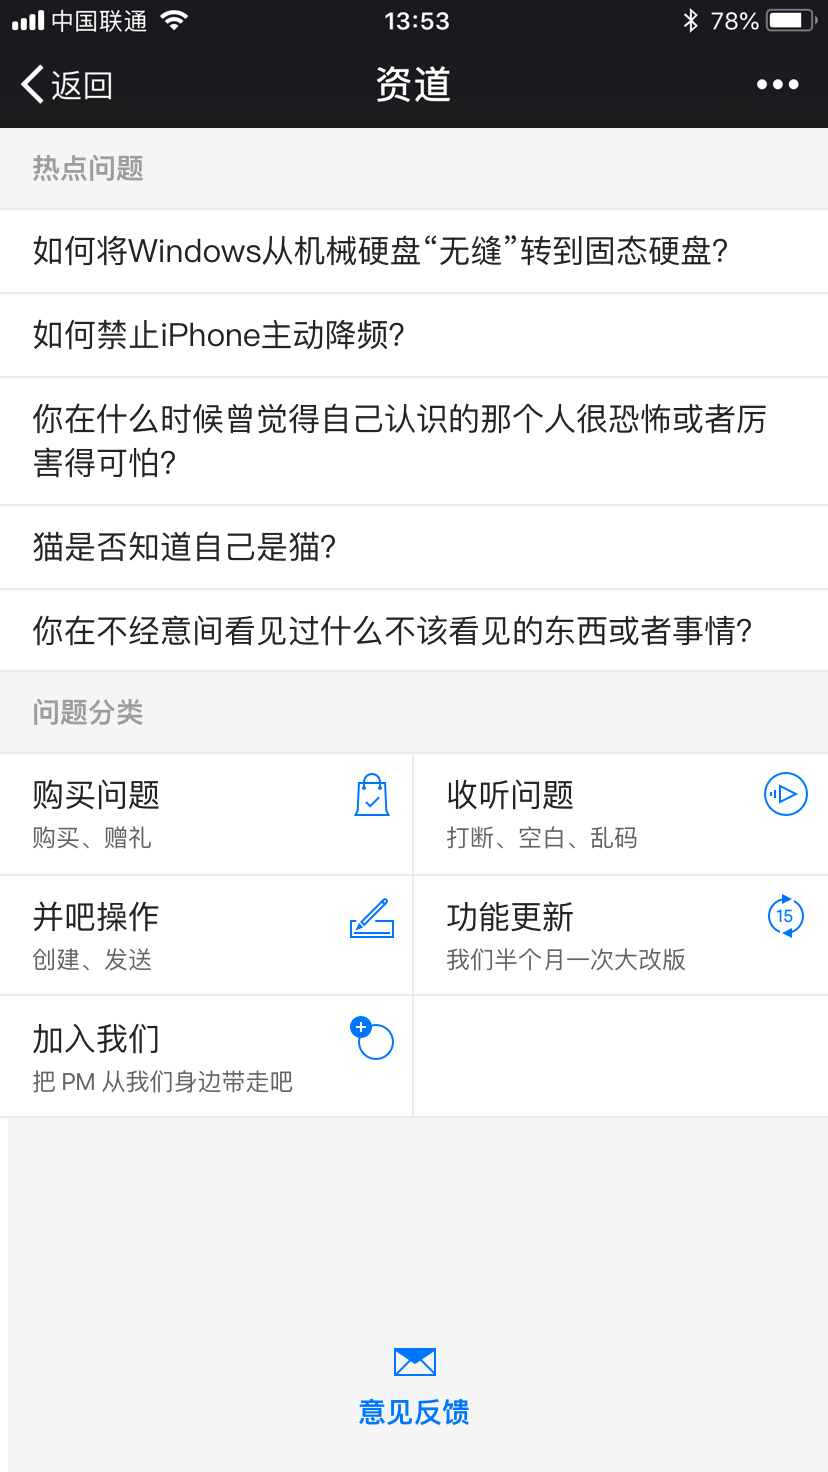 中国联通 13:53 78%
返回 资道
热点问题
如何将Windows从机械硬盘“无缝”转到固态硬盘?
如何禁止iPhone主动降频?
你在什么时候曾觉得自己认识的那个人很恐怖或者厉
害得可怕?
猫是否知道自己是猫?
你在不经意间看见过什么不该看见的东西或者事情?
问题分类
购买问题
购买、赠礼
收听问题
打断、空白、乱码
并吧操作
创建、发送
功能更新
我们半个月一次大改版
15
加入我们
把 PM 从我们身边带走吧
意见反馈